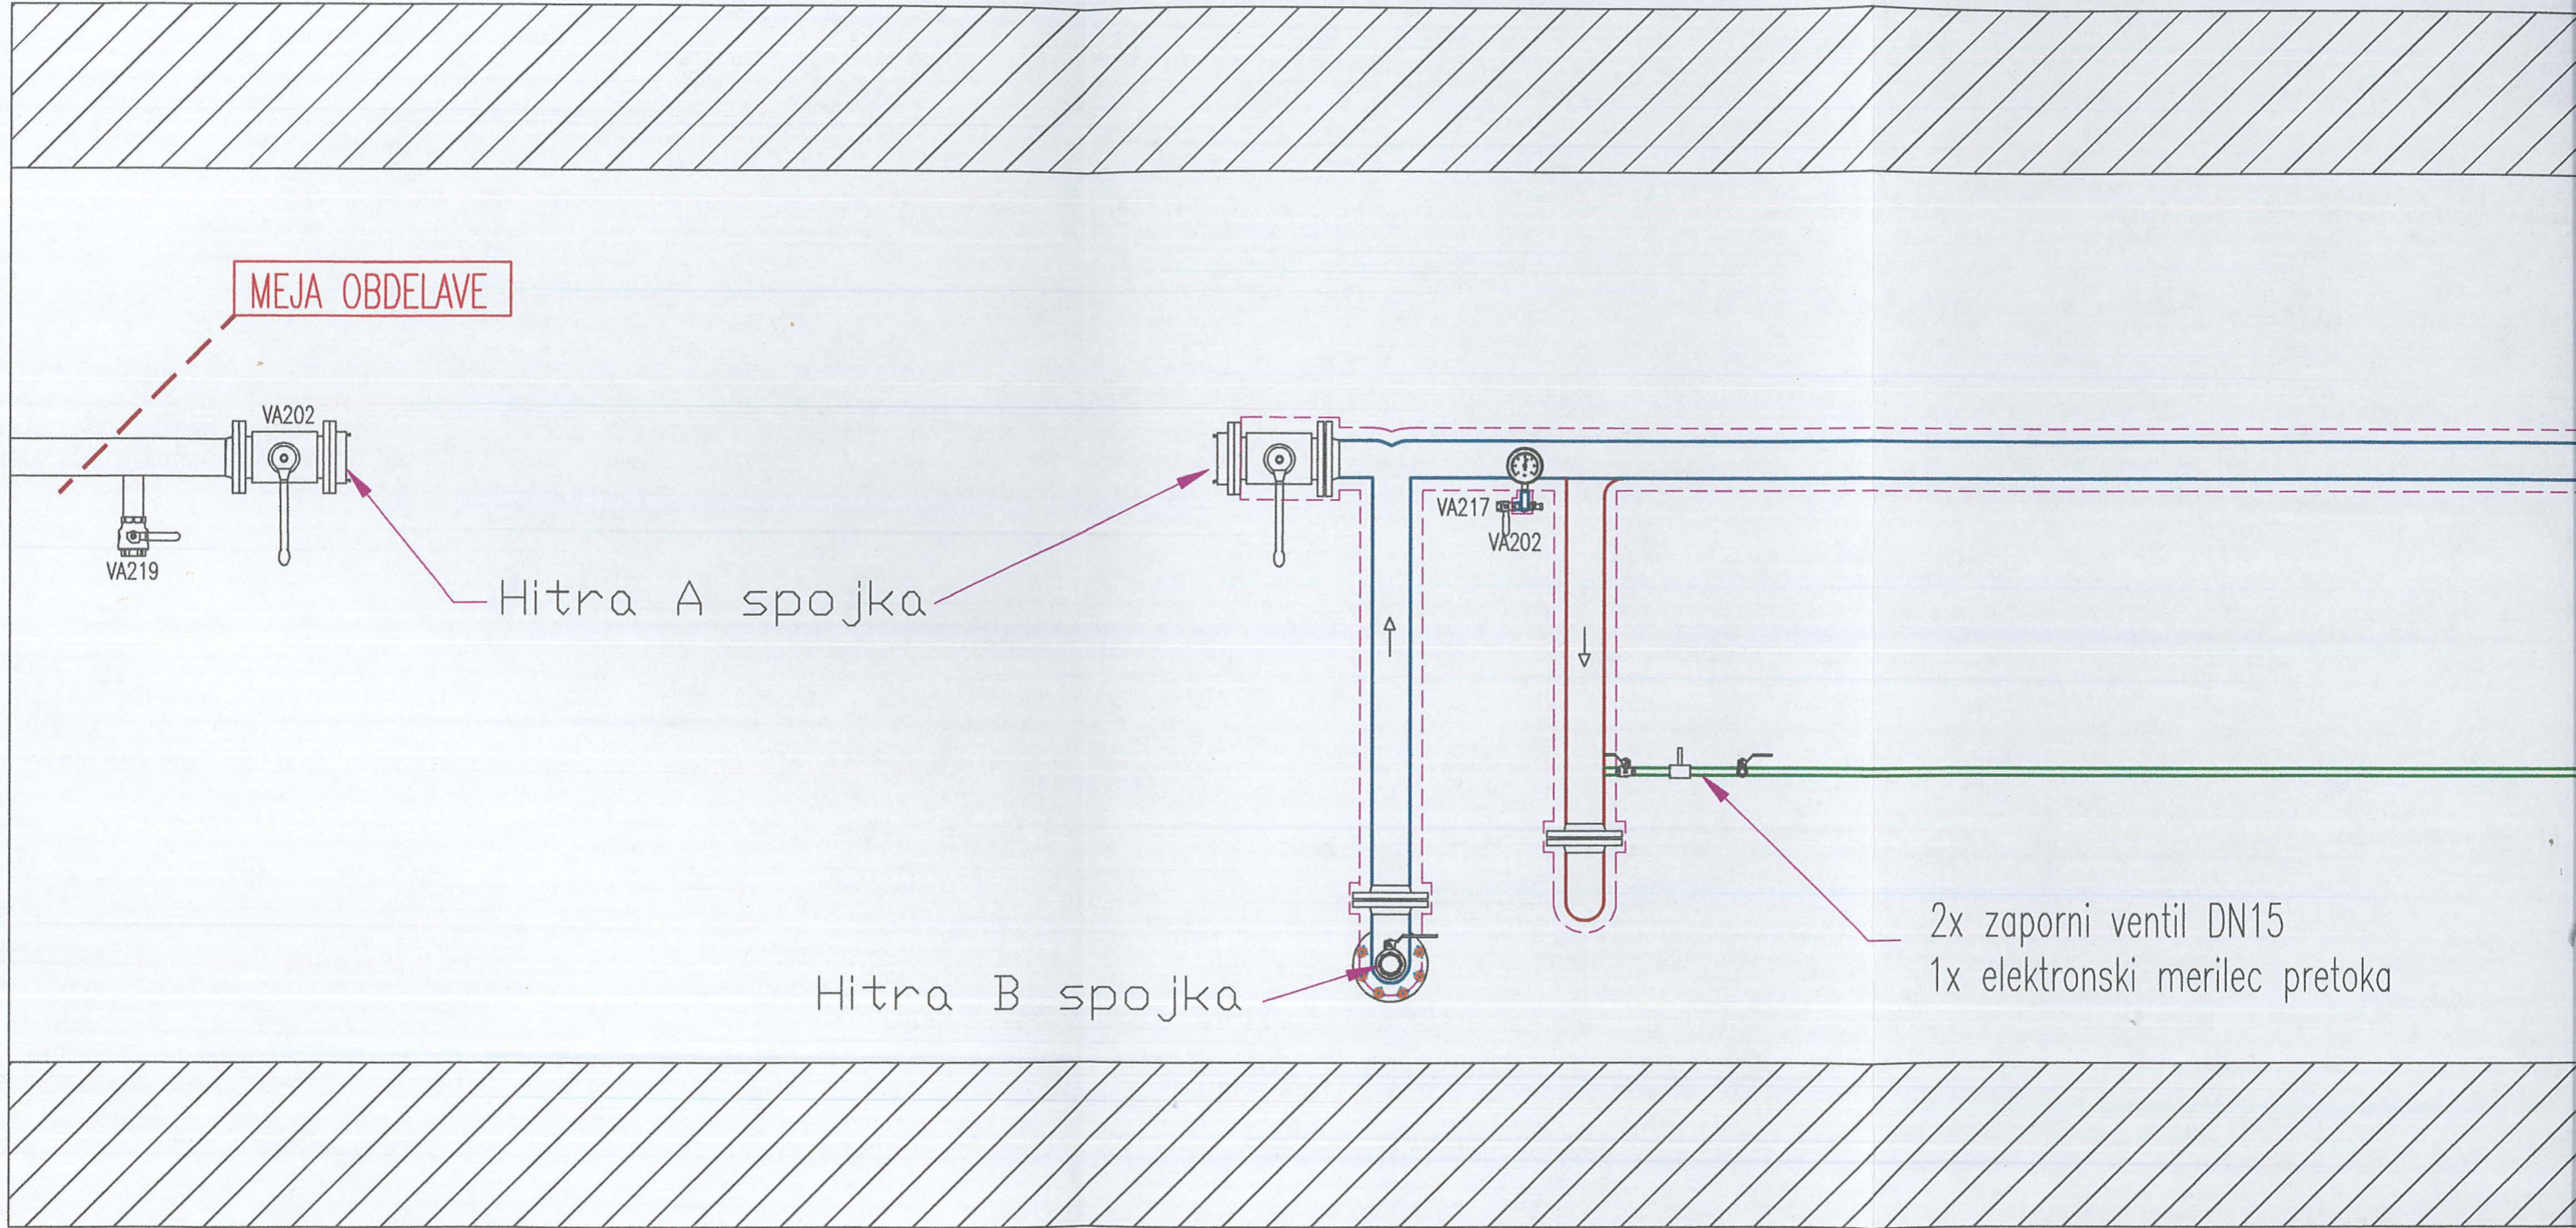 MEJA OBDELAVE
VA202
VA219
VA217
VA202
Hitra A spojka
Hitra B spojka
2x zaporni ventil DN15
1x elektronski merilec pretoka